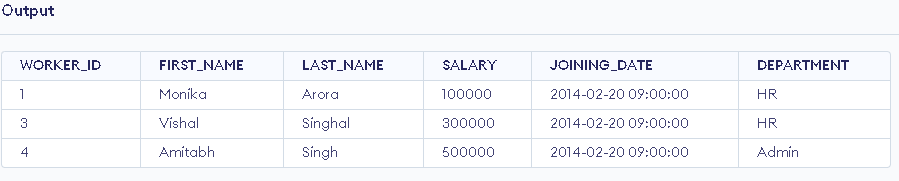 Output
WORKER_ID FIRST_NAME LAST_NAME SALARY JOINING_DATE DEPARTMENT
1 Monika Arora 100000 2014-02-20 09:00:00 HR
3 Vishal Singhal 300000 2014-02-20 09:00:00 HR
4 Amitabh Singh 500000 2014-02-20 09:00:00 Admin